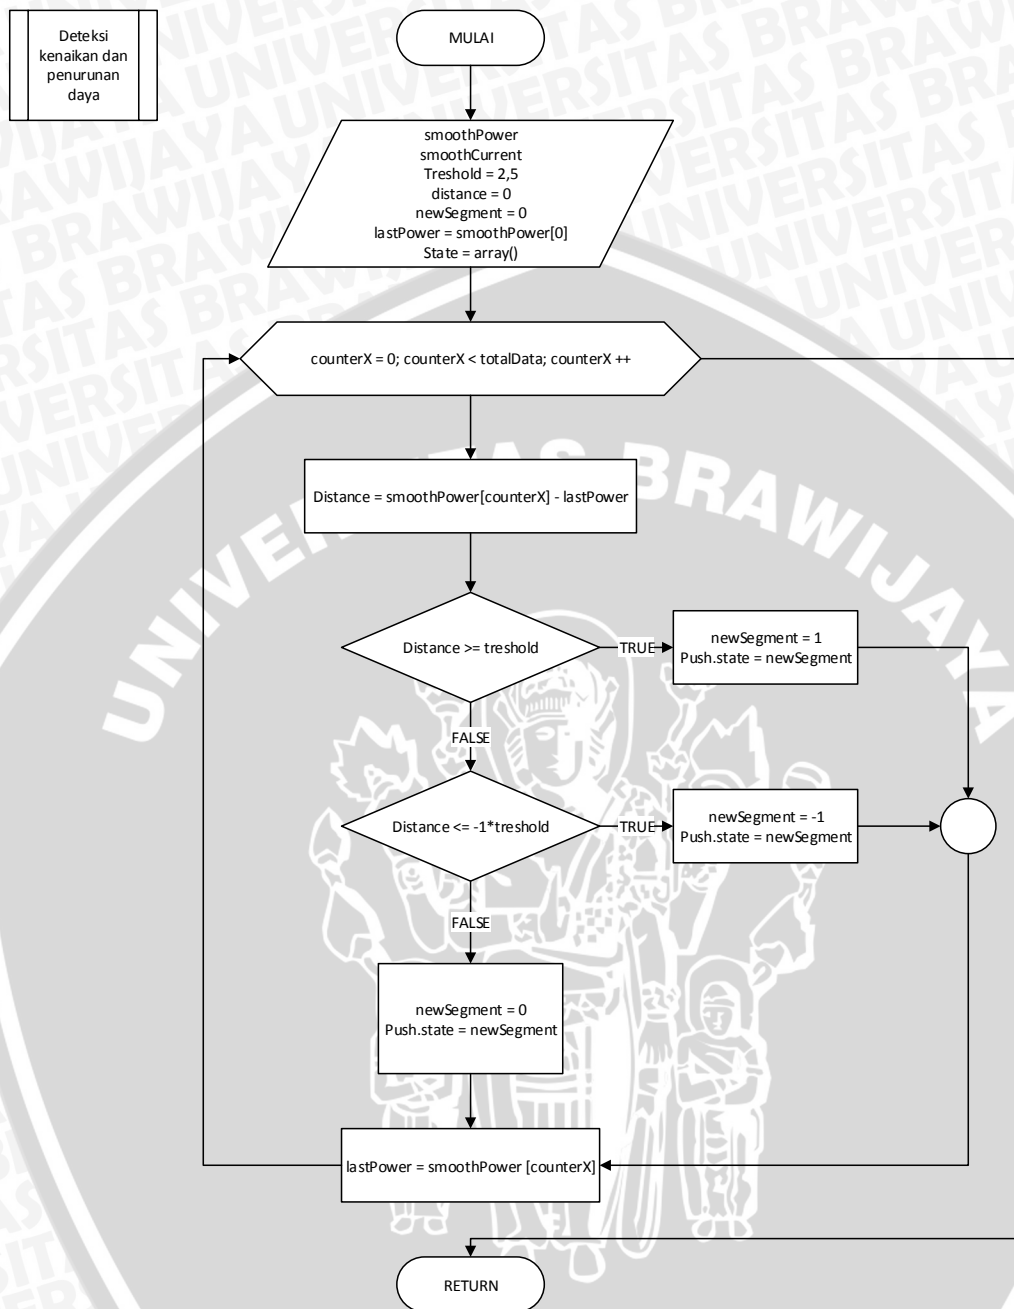 Deteksi
kenaikan dan
penurunan
daya
MULAI
smoothPower
smoothCurrent
Treshold = 2,5
distance = 0
newSegment = 0
lastPower = smoothPower[0]
State = array()
counterX = 0; counterX < totalData; counterX ++
UNIVERSITAS BRAWIJAYA
Distance = smoothPower[counterX] - lastPower
Distance >= treshold
TRUE
newSegment = 1
Push.state = newSegment
FALSE
Distance <= -1*treshold
TRUE
newSegment = -1
Push.state = newSegment
FALSE
newSegment = 0
Push.state = newSegment
lastPower = smoothPower [counterX]
RETURN